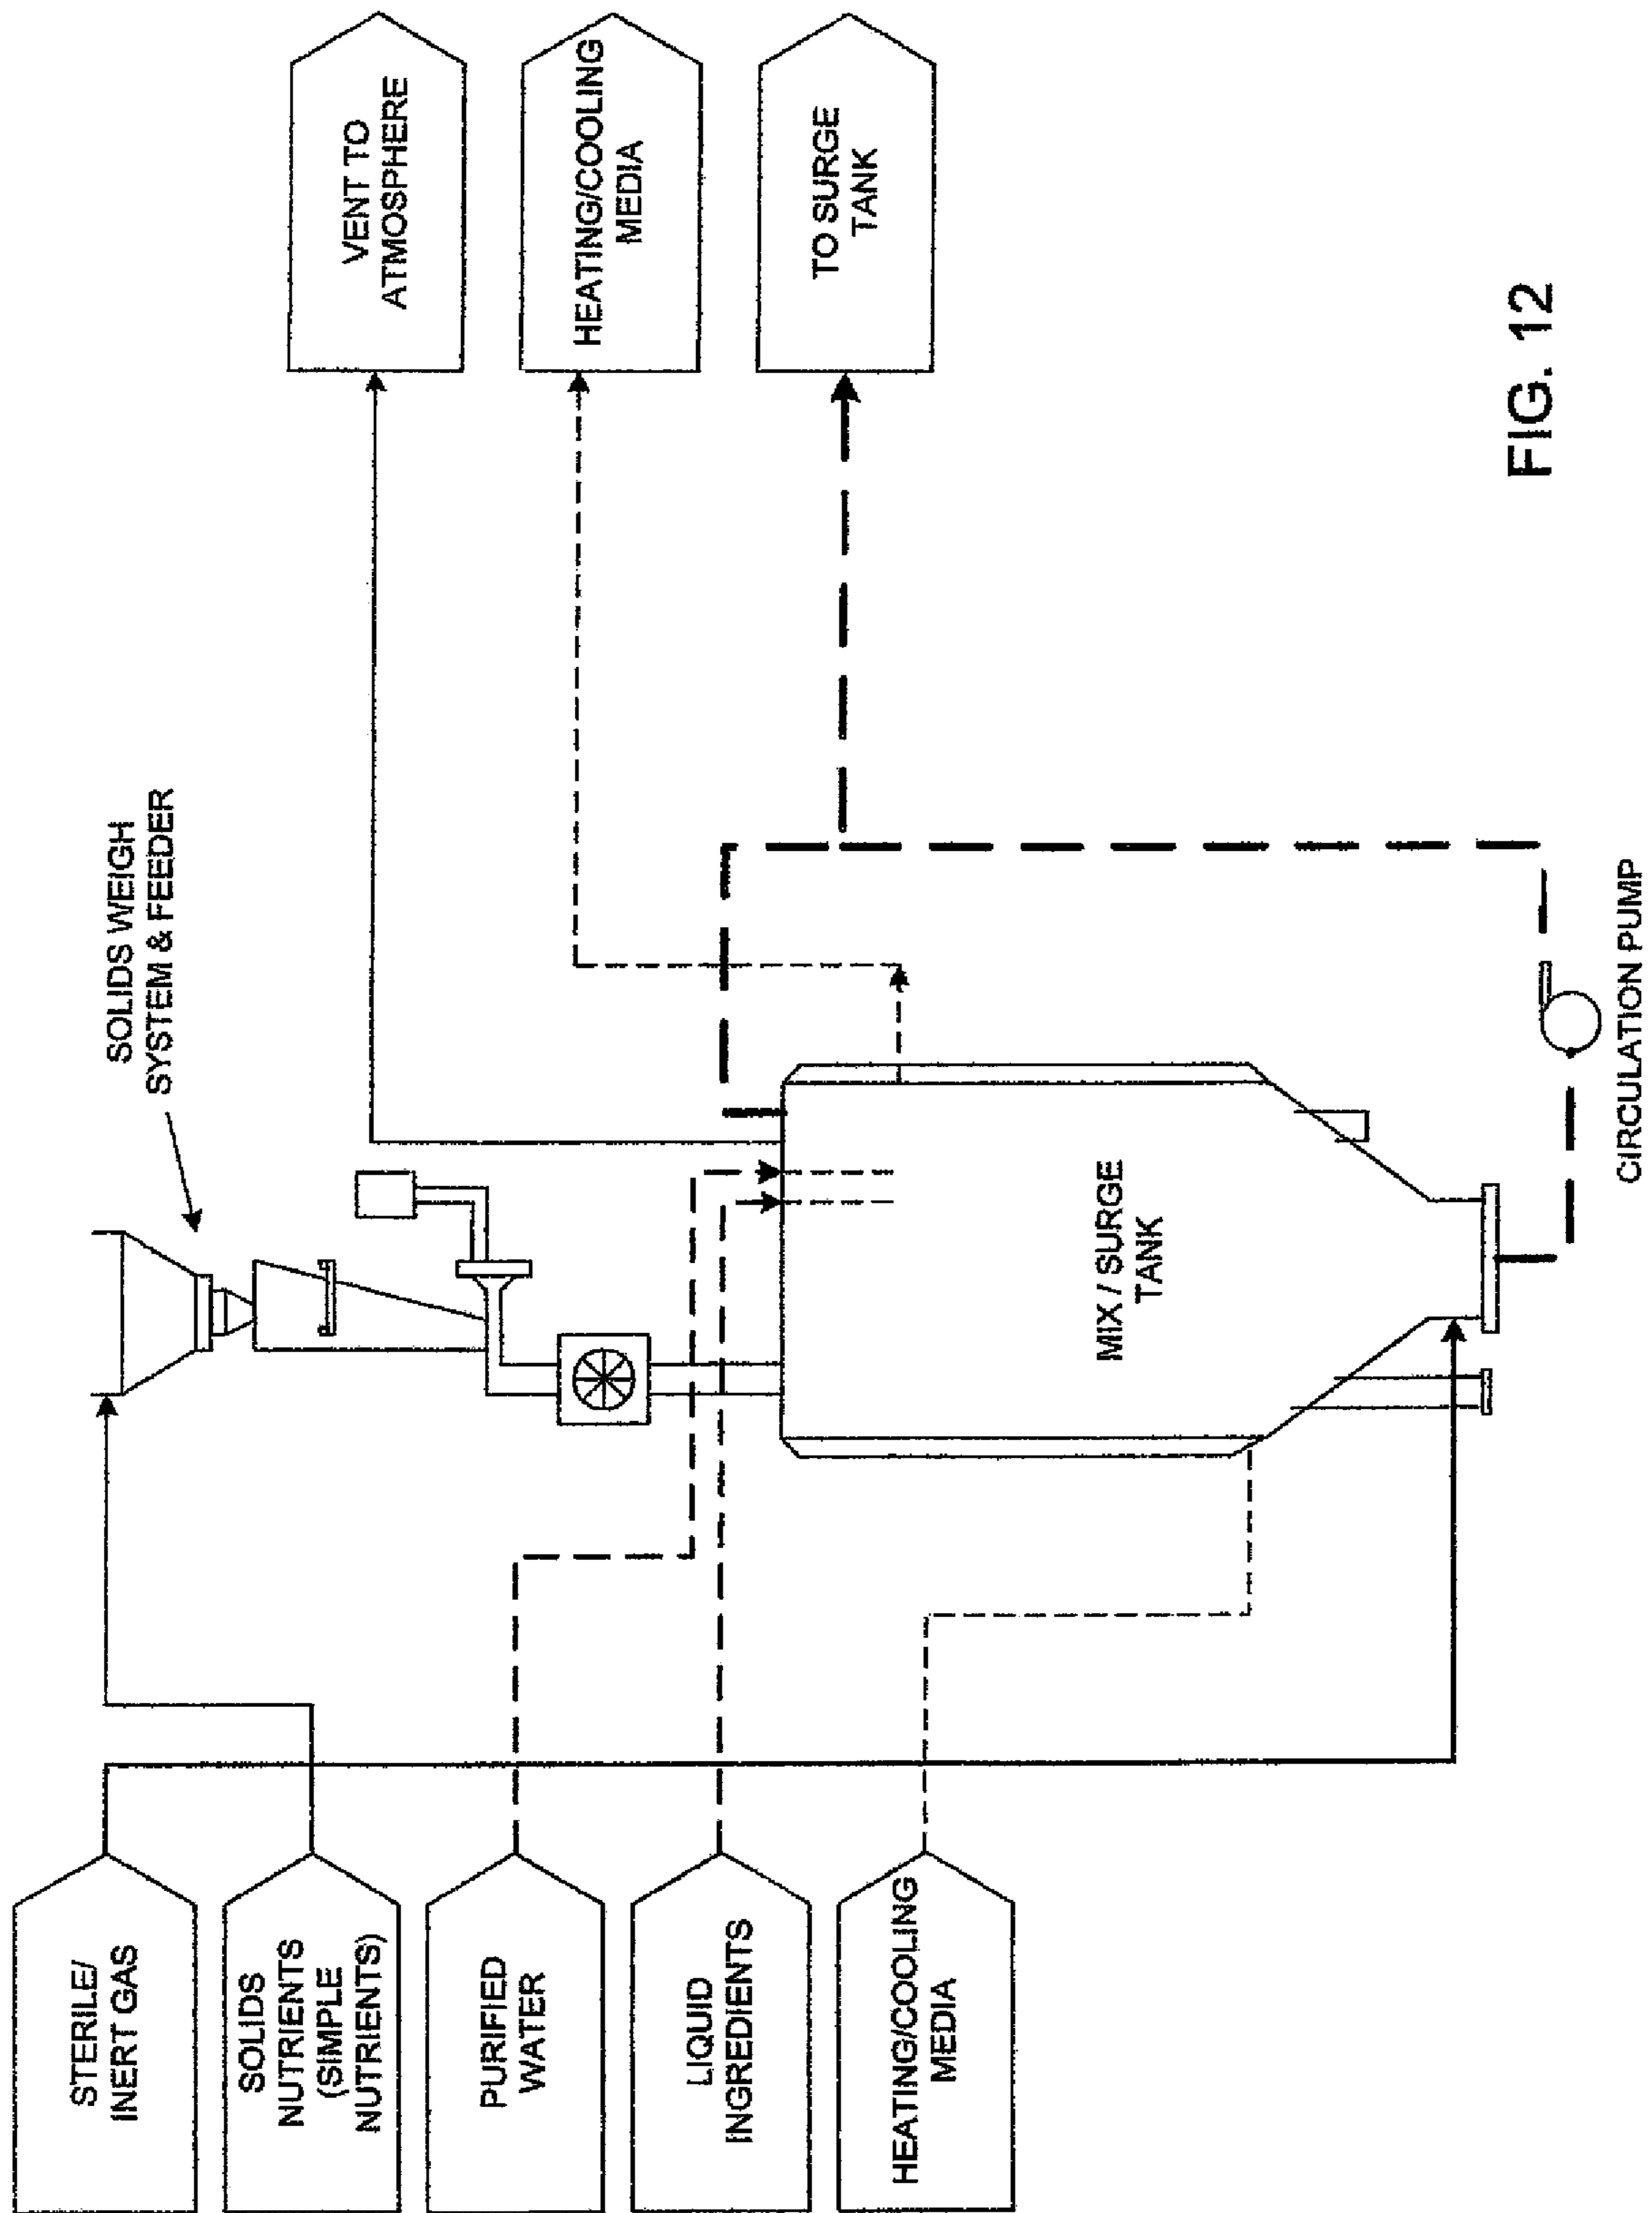 STERILE/
INERT GAS
SOLIDS
NUTRIENTS
(SIMPLE
NUTRIENTS)
PURIFIED
WATER
LIQUID
INGREDIENTS
HEATING/COOLING
MEDIA
SOLIDS WEIGH
SYSTEM & FEEDER
MIX / SURGE
TANK
CIRCULATION PUMP
VENT TO
ATMOSPHERE
HEATING/COOLING
MEDIA
TO SURGE
TANK
FIG. 12